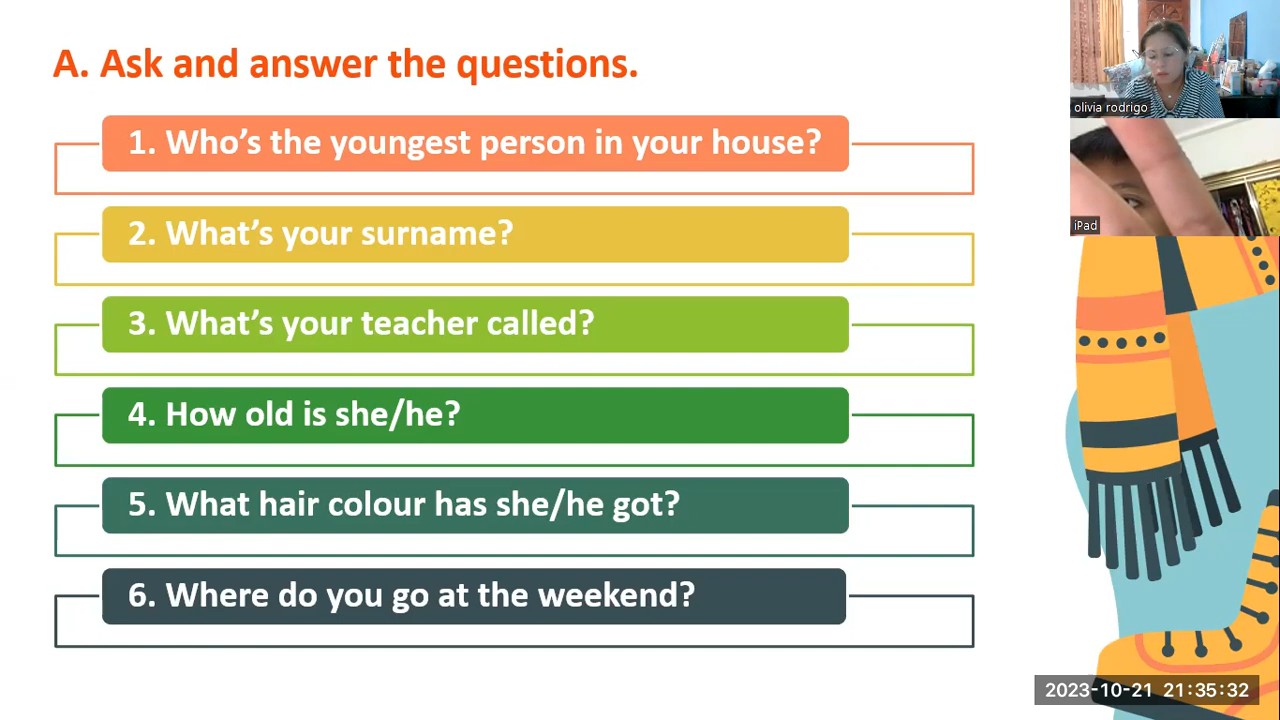 A. Ask and answer the questions.
1. Who's the youngest person in your house?
2. What's your surname?
3. What's your teacher called?
4. How old is she/he?
5. What hair colour has she/he got?
6. Where do you go at the weekend?
olivia rodrigo
iPad
2023-10-21 21:35:32